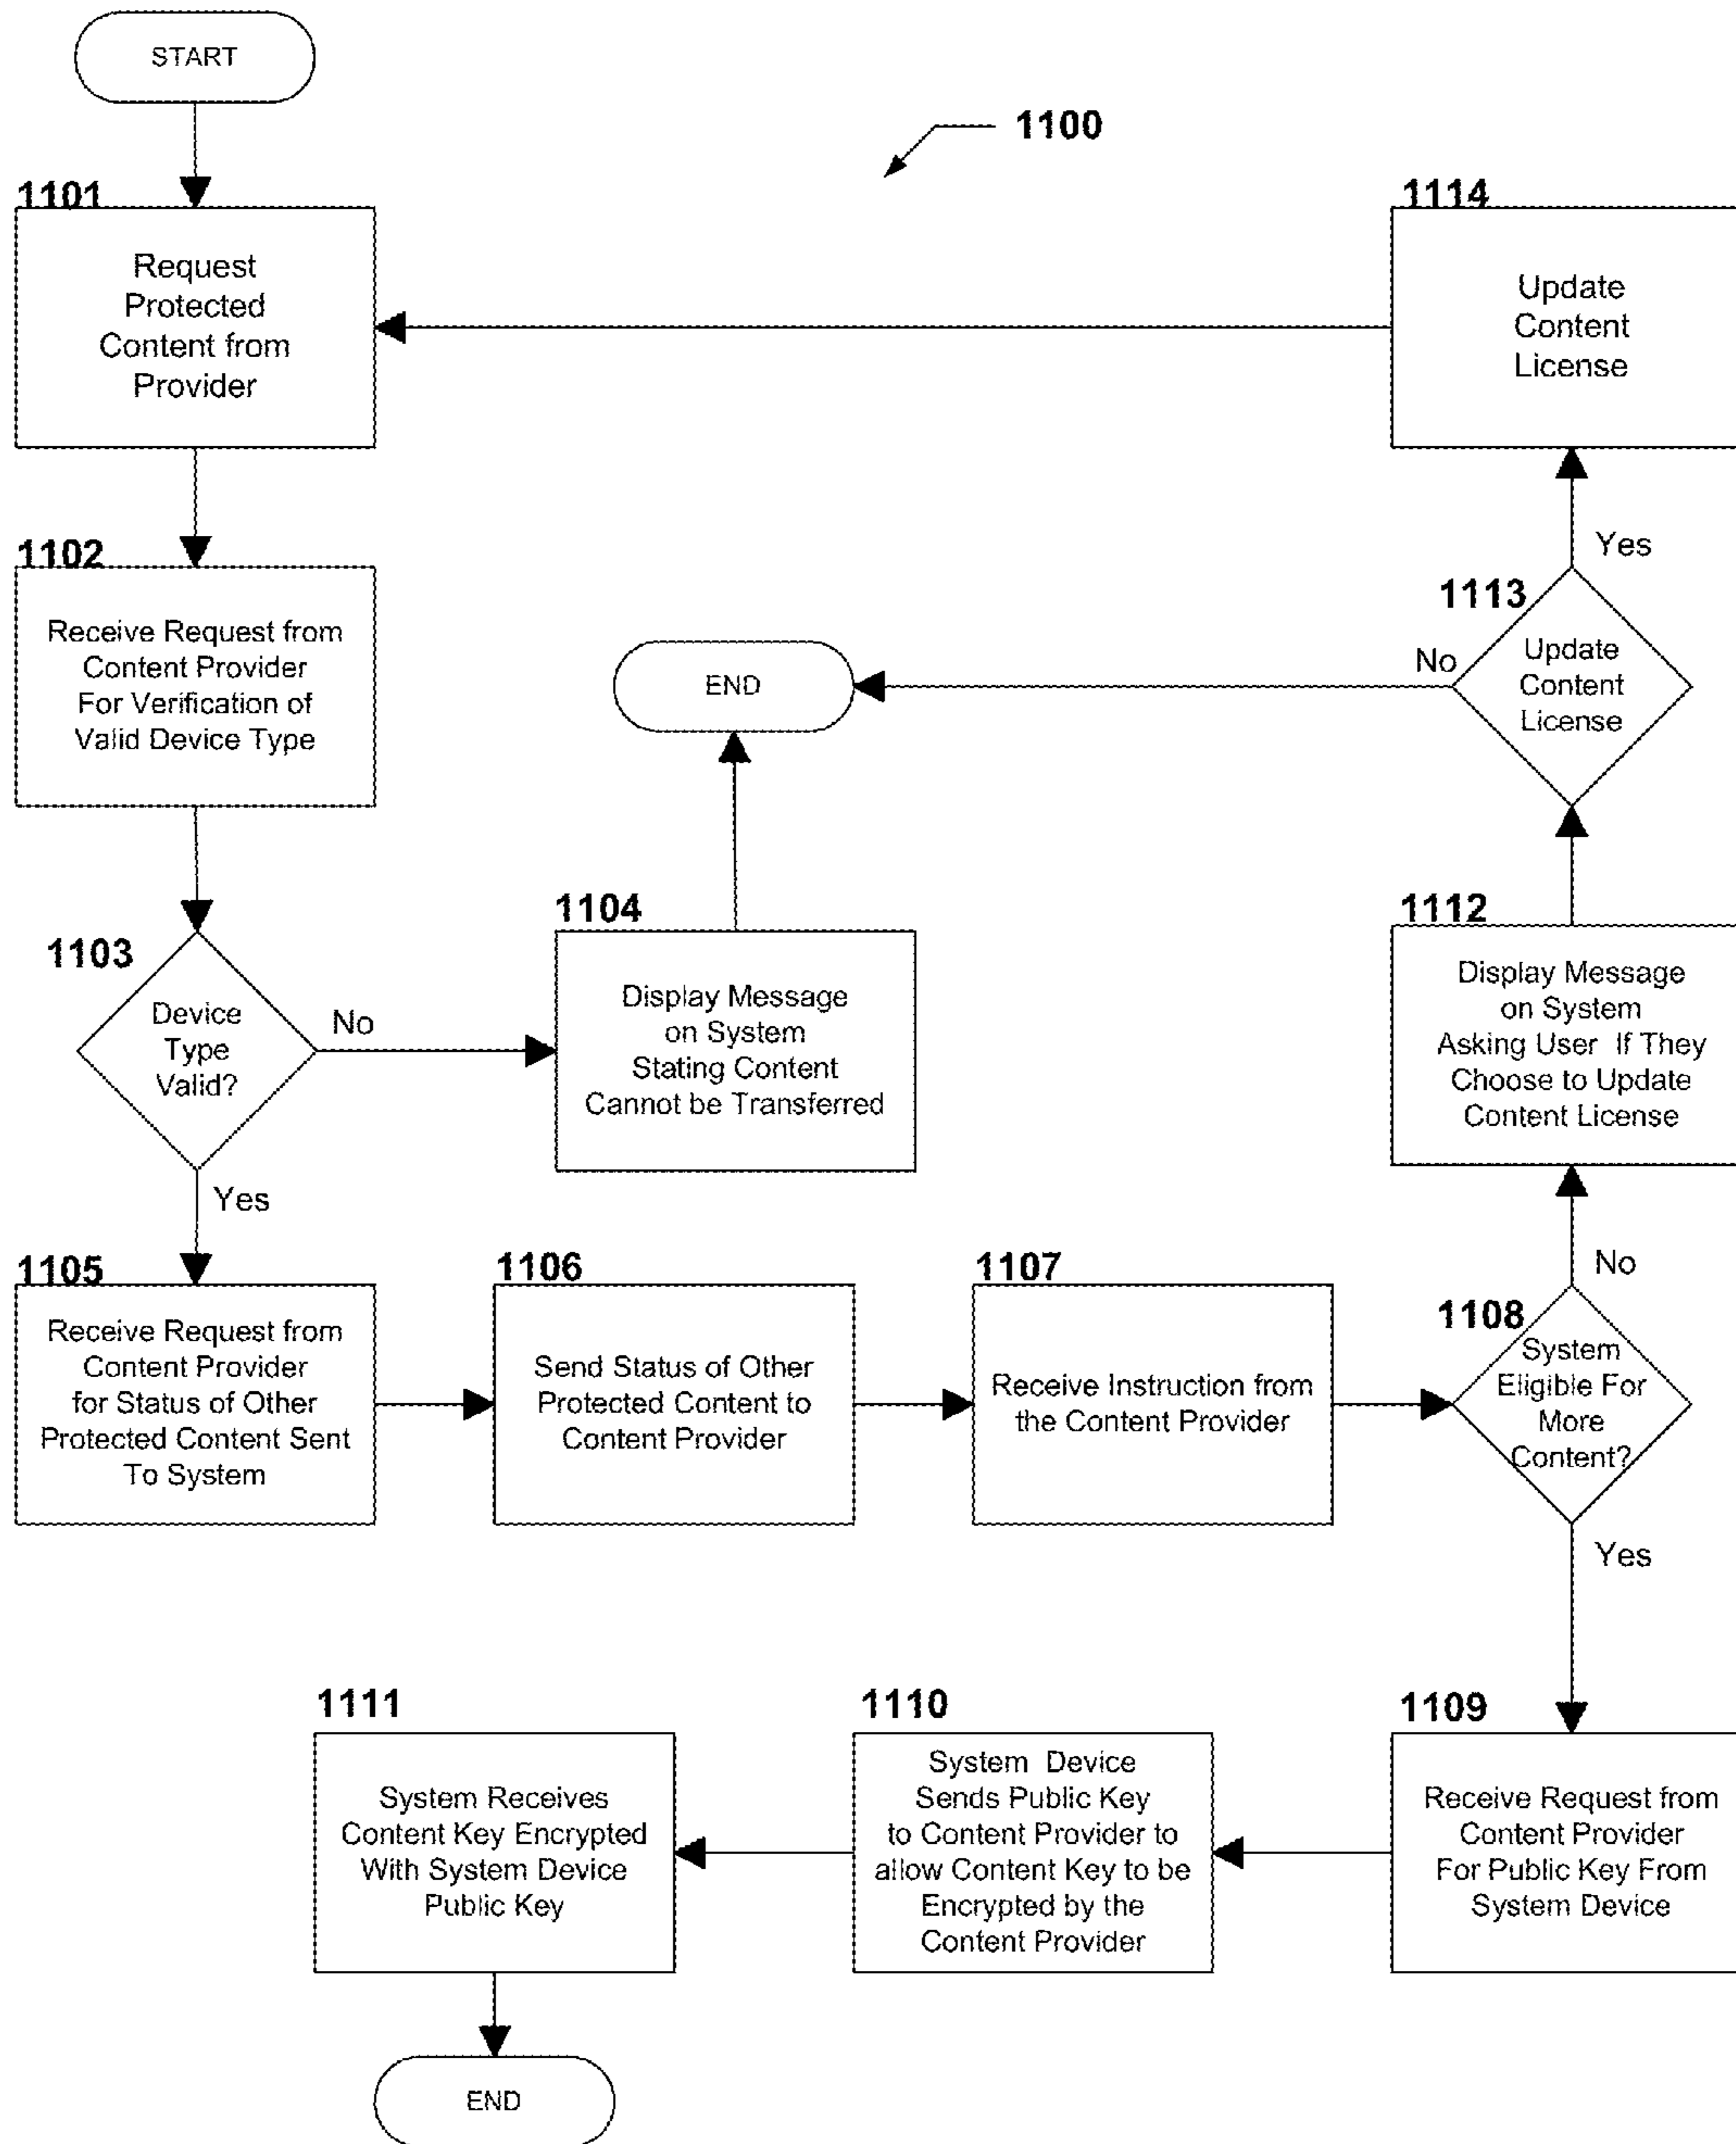 START
1100
1101
Request
Protected
Content from
Provider
1114
Update
Content
License
1102
Receive Request from
Content Provider
For Verification of
Valid Device Type
Yes
1113
Update
Content
License
No
END
1103
Device
Type
Valid?
No
1104
Display Message
on System
Stating Content
Cannot be Transferred
1112
Display Message
on System
Asking User If They
Choose to Update
Content License
Yes
No
1105
Receive Request from
Content Provider
for Status of Other
Protected Content Sent
To System
1106
Send Status of Other
Protected Content to
Content Provider
1107
Receive Instruction from
the Content Provider
1108
System
Eligible For
More
Content?
Yes
1111
System Receives
Content Key Encrypted
With System Device
Public Key
1110
System Device
Sends Public Key
to Content Provider to
allow Content Key to be
Encrypted by the
Content Provider
1109
Receive Request from
Content Provider
For Public Key From
System Device
END